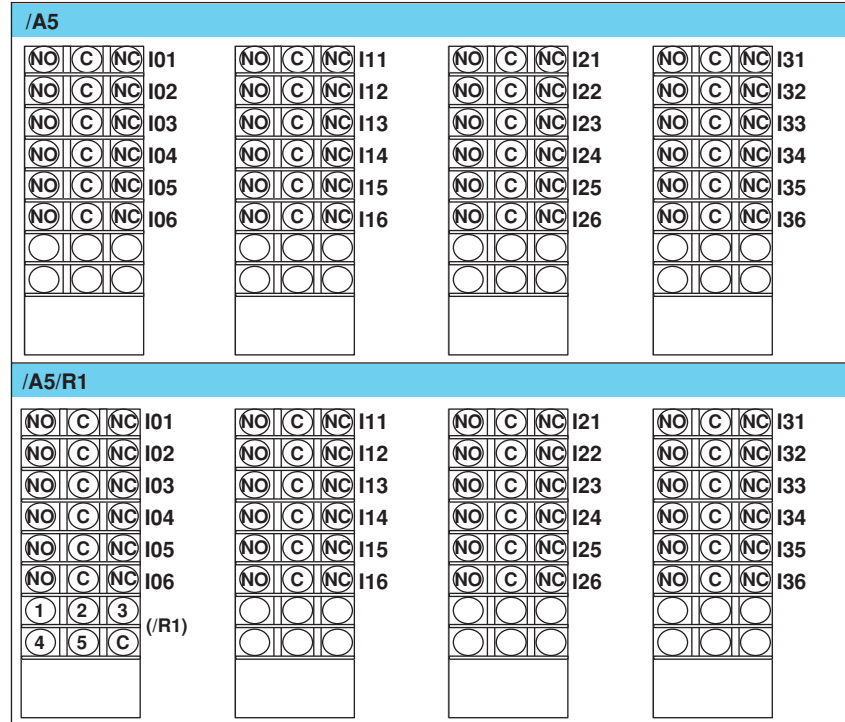 /A5
NO C NC I01 NO C NC I11 NO C NC I21 NO C NC I31
NO C NC I02 NO C NC I12 NO C NC I22 NO C NC I32
NO C NC I03 NO C NC I13 NO C NC I23 NO C NC I33
NO C NC I04 NO C NC I14 NO C NC I24 NO C NC I34
NO C NC I05 NO C NC I15 NO C NC I25 NO C NC I35
NO C NC I06 NO C NC I16 NO C NC I26 NO C NC I36
/A5/R1
NO C NC I01 NO C NC I11 NO C NC I21 NO C NC I31
NO C NC I02 NO C NC I12 NO C NC I22 NO C NC I32
NO C NC I03 NO C NC I13 NO C NC I23 NO C NC I33
NO C NC I04 NO C NC I14 NO C NC I24 NO C NC I34
NO C NC I05 NO C NC I15 NO C NC I25 NO C NC I35
NO C NC I06 NO C NC I16 NO C NC I26 NO C NC I36
1 2 3
(/R1)
4 5 C